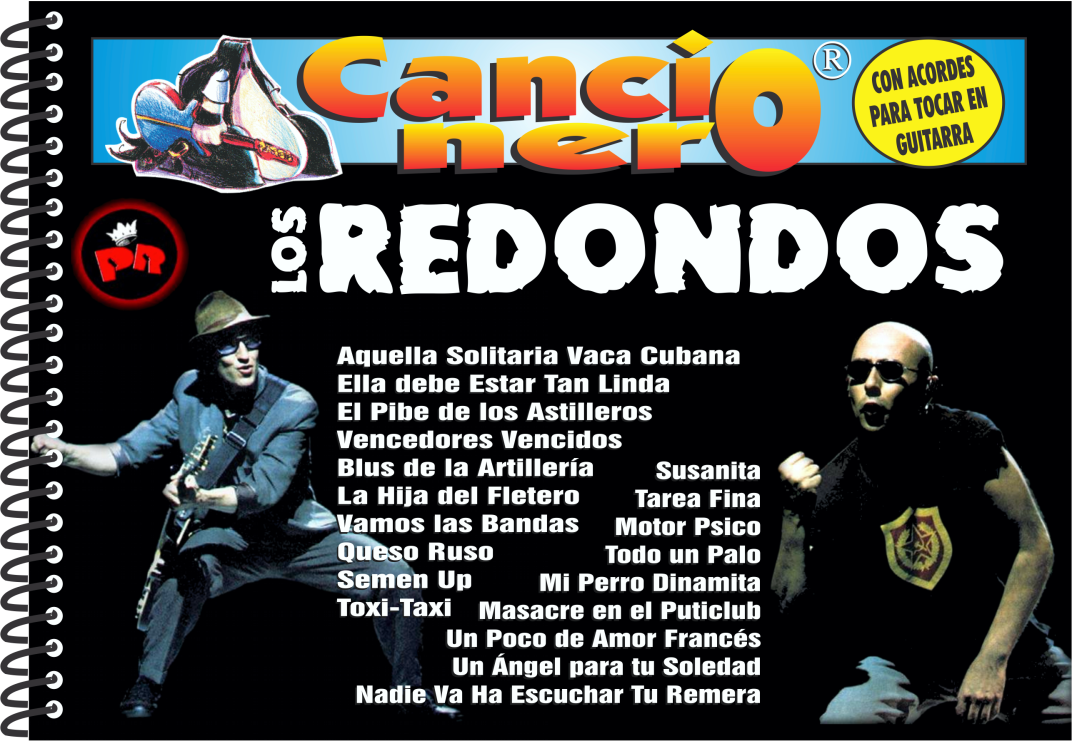 Cancio
nero
®
CON ACORDES
PARA TOCAR EN
GUITARRA
PR
LOS REDONDOS
Aquella Solitaria Vaca Cubana
Ella debe Estar Tan Linda
El Pibe de los Astilleros
Vencedores Vencidos
Blus de la Artillería
La Hija del Fletero
Vamos las Bandas
Queso Ruso
Semen Up
Toxi-Taxi
Susanita
Tarea Fina
Motor Psico
Todo un Palo
Mi Perro Dinamita
Masacre en el Puticlub
Un Poco de Amor Francés
Un Ángel para tu Soledad
Nadie Va Ha Escuchar Tu Remera